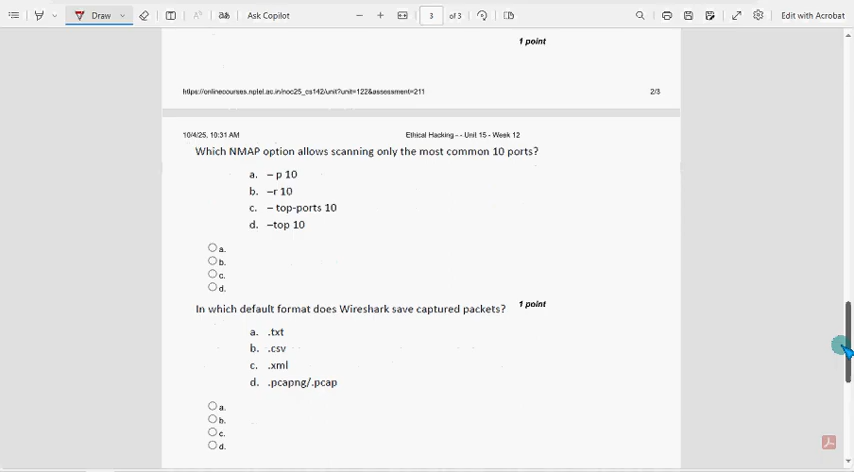 Draw
Ask Copilot
3 of 3
Edit with Acrobat
1 point
https://onlinecourses.nptel.ac.in/noc25_cs142/unit?unit=122&assessment=211
2/3
10/4/25, 10:31 AM
Ethical Hacking - - Unit 15 - Week 12
Which NMAP option allows scanning only the most common 10 ports?
a. – p 10
b. –r 10
c. – top-ports 10
d. –top 10
a.
b.
c.
d.
In which default format does Wireshark save captured packets?
1 point
a. .txt
b. .csv
c. .xml
d. .pcapng/.pcap
a.
b.
c.
d.